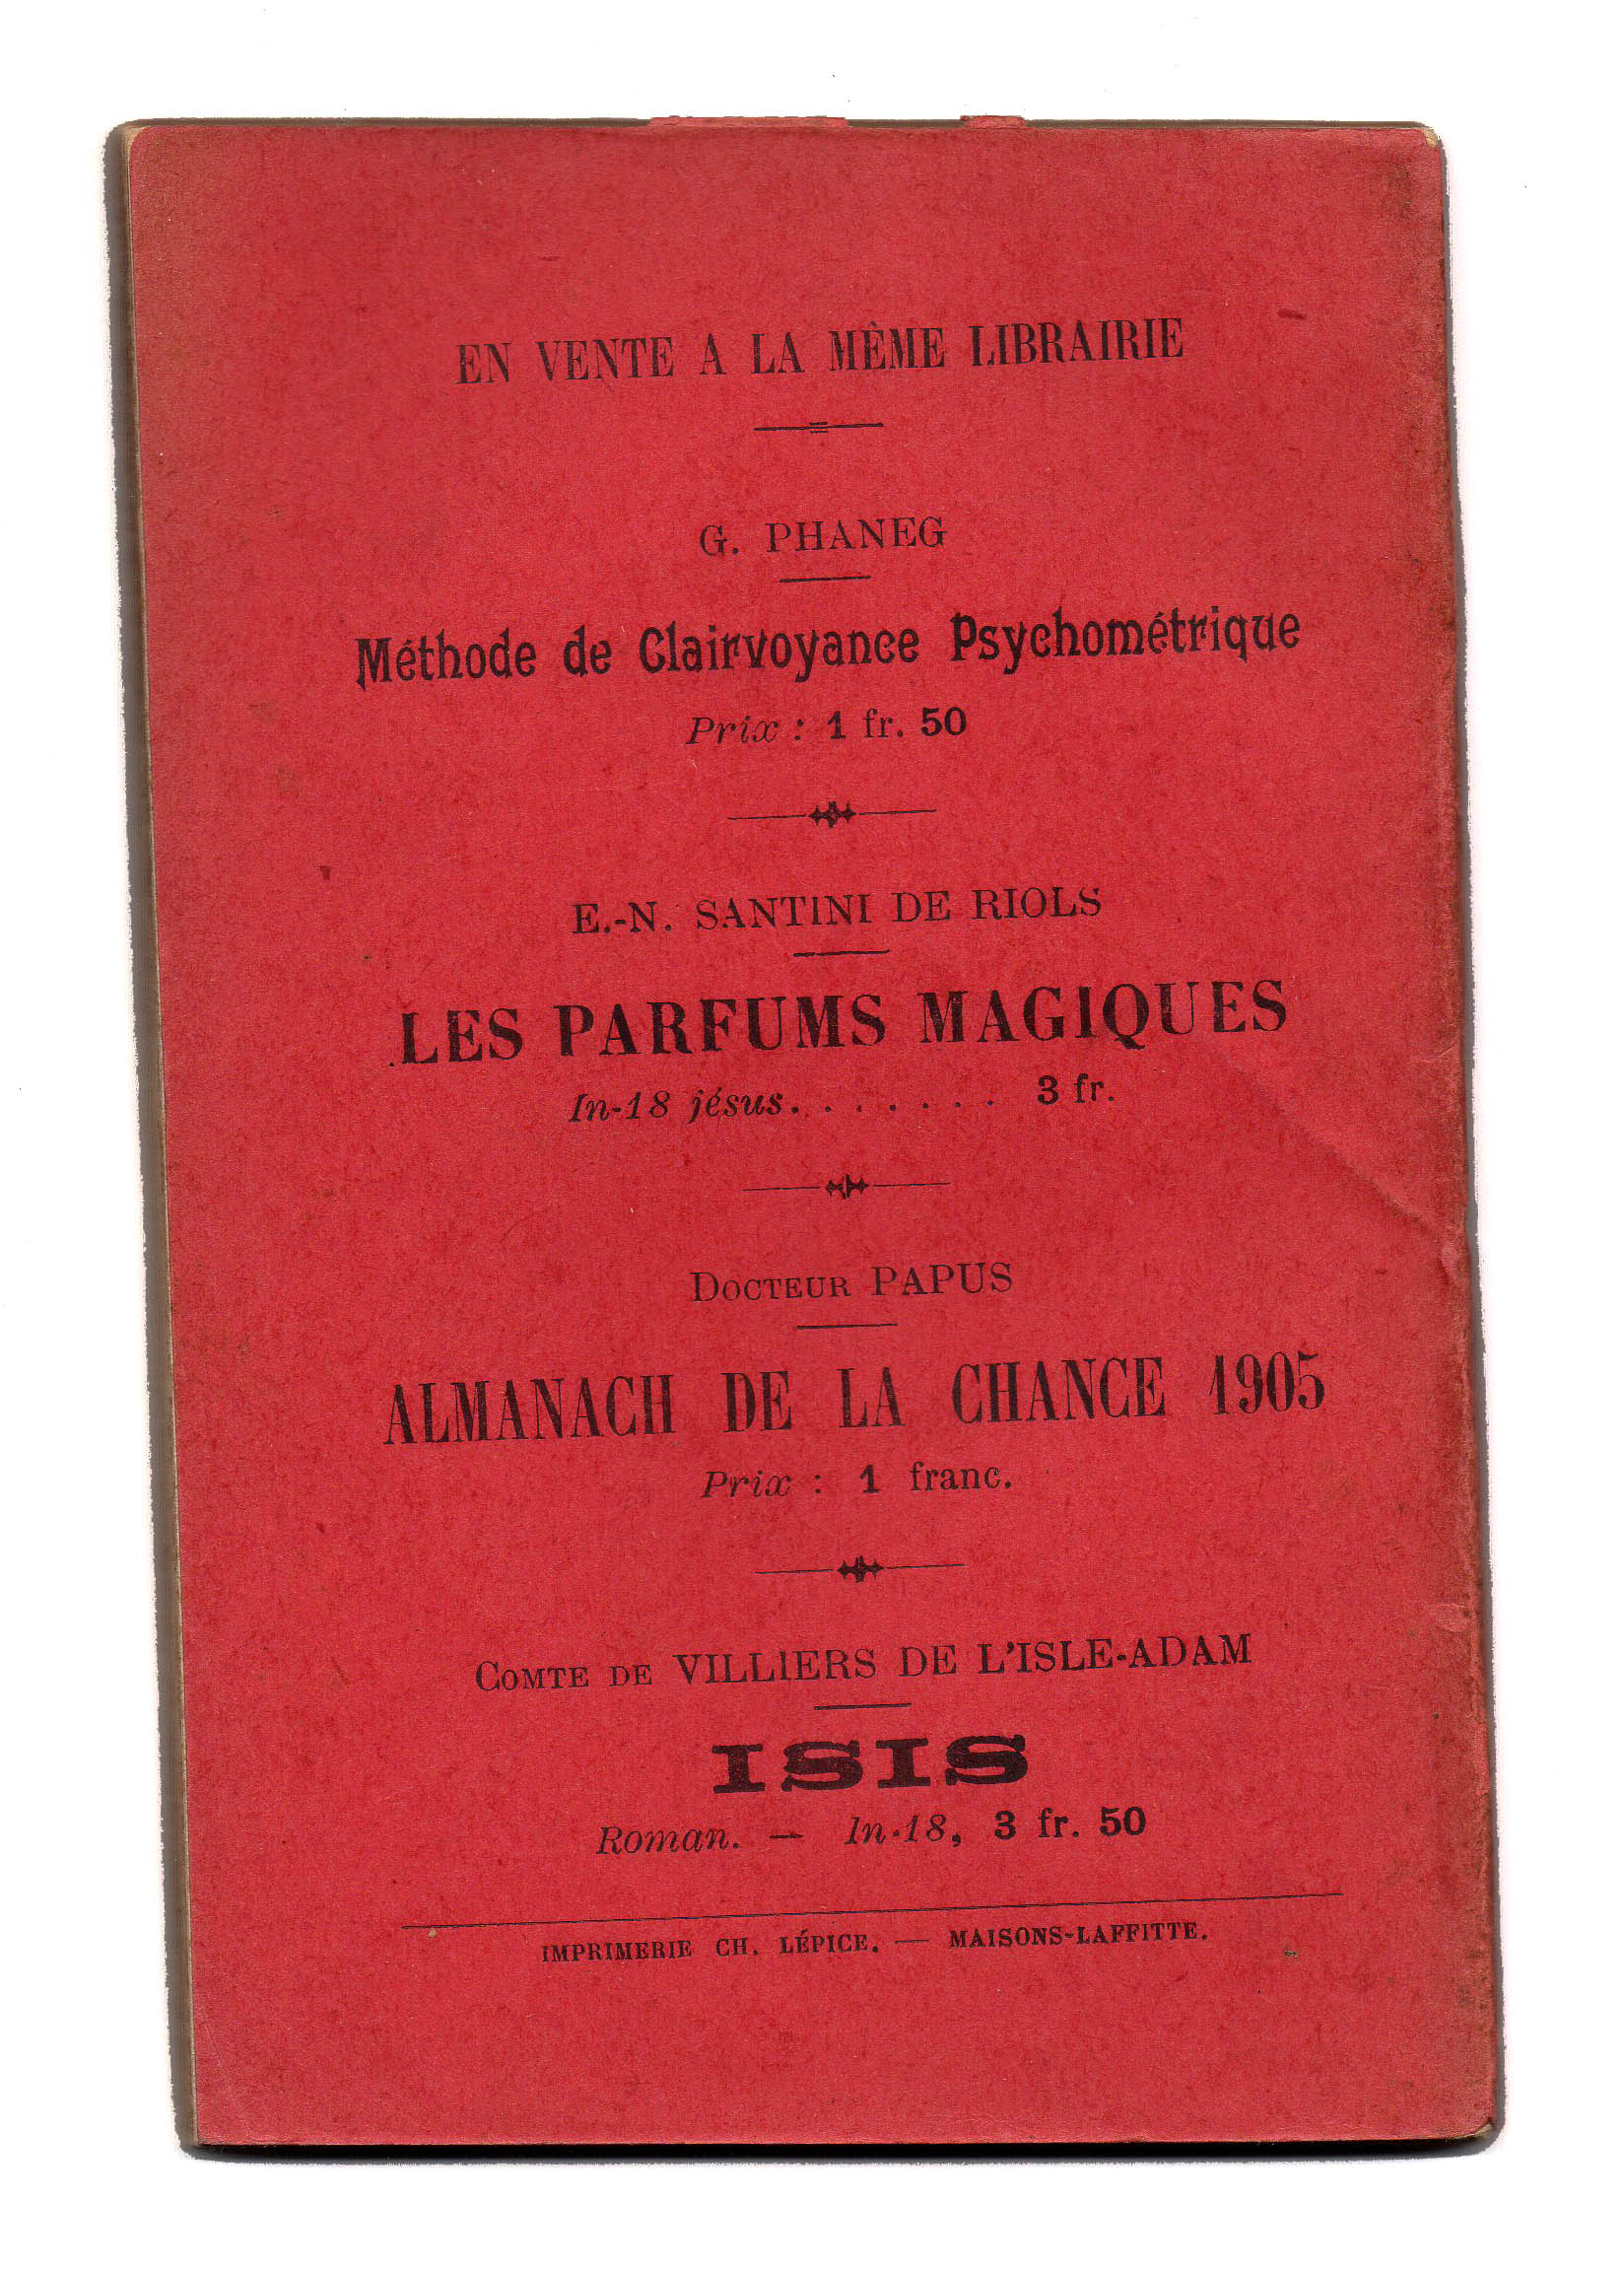 EN VENTE A LA MÊME LIBRAIRIE
G. PHANEG
Méthode de Clairvoyance Psychométrique
Prix : 1 fr. 50
E.-N. SANTINI DE RIOLS
LES PARFUMS MAGIQUES
In-18 jésus. . . . . . . 3 fr.
DOCTEUR PAPUS
ALMANACH DE LA CHANCE 1905
Prix : 1 franc.
COMTE DE VILLIERS DE L'ISLE-ADAM
ISIS
Roman. — In-18, 3 fr. 50
IMPRIMERIE CH. LÉPICE. — MAISONS-LAFFITTE.